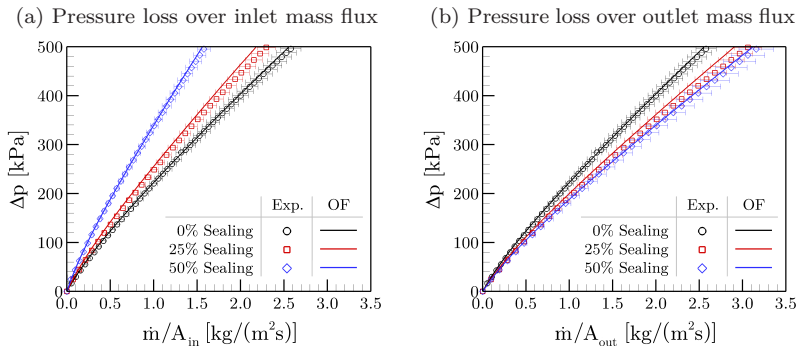 (a) Pressure loss over inlet mass flux
500
400
300
200
100
0
Δp [kPa]
Exp. OF
0% Sealing
25% Sealing
50% Sealing
0.0 0.5 1.0 1.5 2.0 2.5 3.0 3.5
ṁ/A_in [kg/(m²s)]
(b) Pressure loss over outlet mass flux
500
400
300
200
100
0
Δp [kPa]
Exp. OF
0% Sealing
25% Sealing
50% Sealing
0.0 0.5 1.0 1.5 2.0 2.5 3.0 3.5
ṁ/A_out [kg/(m²s)]